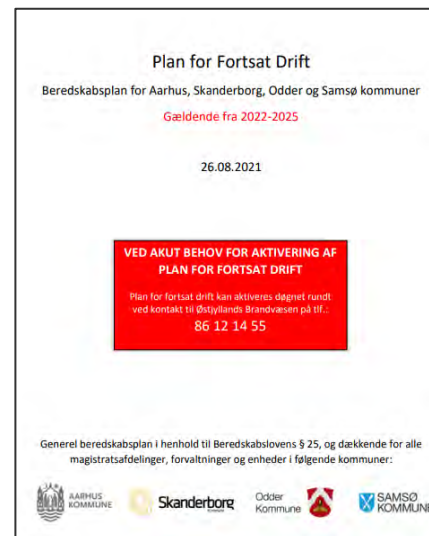 Plan for Fortsat Drift
Beredskabsplan for Aarhus, Skanderborg, Odder og Samsø kommuner
Gældende fra 2022-2025
26.08.2021
VED AKUT BEHOV FOR AKTIVERING AF
PLAN FOR FORTSAT DRIFT
Plan for fortsat drift kan aktiveres døgnet rundt
ved kontakt til Østjyllands Brandvæsen på tlf.:
86 12 14 55
Generel beredskabsplan i henhold til Beredskabslovens § 25, og dækkende for alle
magistratsafdelinger, forvaltninger og enheder i følgende kommuner:
AARHUS
KOMMUNE
Skanderborg
Odder
Kommune
SAMSØ
KOMMUNE